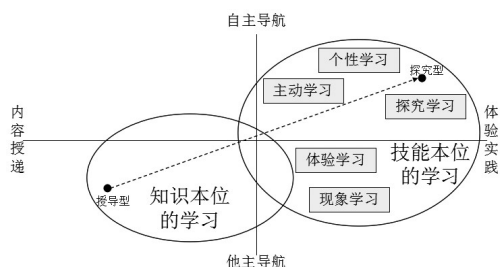 自主导航
个性学习
探究型
主动学习
探究学习
内容授递
体验实践
体验学习
技能本位
的学习
现象学习
知识本位
的学习
授导型
他主导航